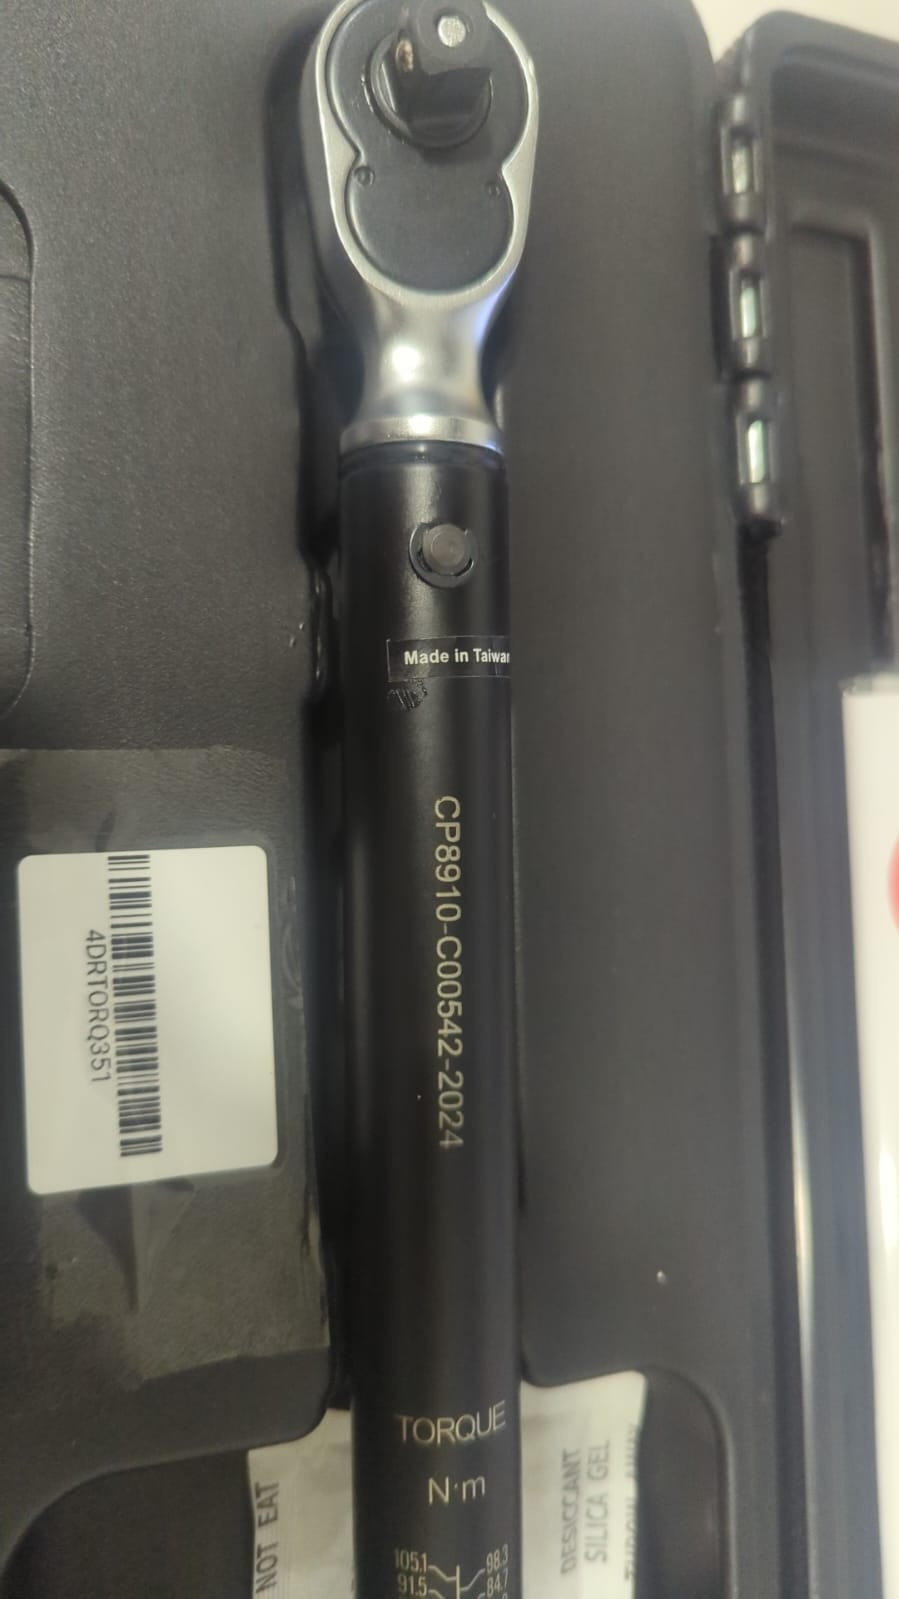 Made in Taiwan
CP8910-C00542-2024
4DRTORQ351
TORQUE
N·m
105.1
98.3
91.5
84.7
NOT EAT
DESICCANT
SILICA GEL